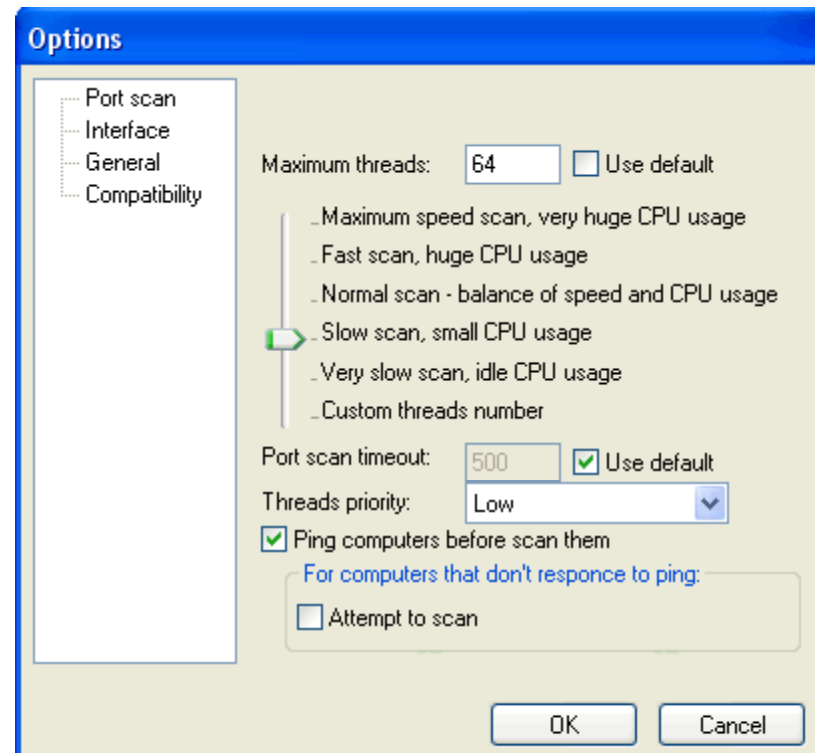 Options
Port scan
Interface
General
Compatibility
Maximum threads: 64 Use default
Maximum speed scan, very huge CPU usage
Fast scan, huge CPU usage
Normal scan - balance of speed and CPU usage
Slow scan, small CPU usage
Very slow scan, idle CPU usage
Custom threads number
Port scan timeout: 500 Use default
Threads priority: Low
Ping computers before scan them
For computers that don't responce to ping:
Attempt to scan
OK Cancel